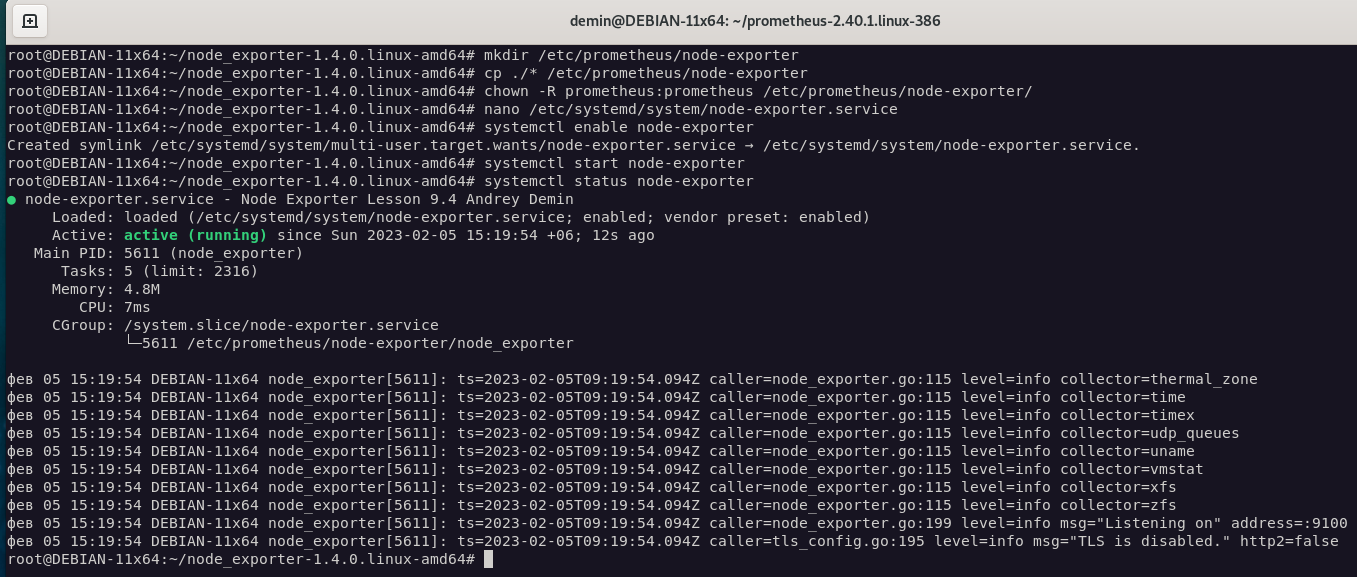 demin@DEBIAN-11x64: ~/prometheus-2.40.1.linux-386
root@DEBIAN-11x64:~/node_exporter-1.4.0.linux-amd64# mkdir /etc/prometheus/node-exporter
root@DEBIAN-11x64:~/node_exporter-1.4.0.linux-amd64# cp ./* /etc/prometheus/node-exporter
root@DEBIAN-11x64:~/node_exporter-1.4.0.linux-amd64# chown -R prometheus:prometheus /etc/prometheus/node-exporter/
root@DEBIAN-11x64:~/node_exporter-1.4.0.linux-amd64# nano /etc/systemd/system/node-exporter.service
root@DEBIAN-11x64:~/node_exporter-1.4.0.linux-amd64# systemctl enable node-exporter
Created symlink /etc/systemd/system/multi-user.target.wants/node-exporter.service → /etc/systemd/system/node-exporter.service.
root@DEBIAN-11x64:~/node_exporter-1.4.0.linux-amd64# systemctl start node-exporter
root@DEBIAN-11x64:~/node_exporter-1.4.0.linux-amd64# systemctl status node-exporter
● node-exporter.service - Node Exporter Lesson 9.4 Andrey Demin
     Loaded: loaded (/etc/systemd/system/node-exporter.service; enabled; vendor preset: enabled)
     Active: active (running) since Sun 2023-02-05 15:19:54 +06; 12s ago
   Main PID: 5611 (node_exporter)
      Tasks: 5 (limit: 2316)
     Memory: 4.8M
        CPU: 7ms
     CGroup: /system.slice/node-exporter.service
             └─5611 /etc/prometheus/node-exporter/node_exporter
фев 05 15:19:54 DEBIAN-11x64 node_exporter[5611]: ts=2023-02-05T09:19:54.094Z caller=node_exporter.go:115 level=info collector=thermal_zone
фев 05 15:19:54 DEBIAN-11x64 node_exporter[5611]: ts=2023-02-05T09:19:54.094Z caller=node_exporter.go:115 level=info collector=time
фев 05 15:19:54 DEBIAN-11x64 node_exporter[5611]: ts=2023-02-05T09:19:54.094Z caller=node_exporter.go:115 level=info collector=timex
фев 05 15:19:54 DEBIAN-11x64 node_exporter[5611]: ts=2023-02-05T09:19:54.094Z caller=node_exporter.go:115 level=info collector=udp_queues
фев 05 15:19:54 DEBIAN-11x64 node_exporter[5611]: ts=2023-02-05T09:19:54.094Z caller=node_exporter.go:115 level=info collector=uname
фев 05 15:19:54 DEBIAN-11x64 node_exporter[5611]: ts=2023-02-05T09:19:54.094Z caller=node_exporter.go:115 level=info collector=vmstat
фев 05 15:19:54 DEBIAN-11x64 node_exporter[5611]: ts=2023-02-05T09:19:54.094Z caller=node_exporter.go:115 level=info collector=xfs
фев 05 15:19:54 DEBIAN-11x64 node_exporter[5611]: ts=2023-02-05T09:19:54.094Z caller=node_exporter.go:115 level=info collector=zfs
фев 05 15:19:54 DEBIAN-11x64 node_exporter[5611]: ts=2023-02-05T09:19:54.094Z caller=node_exporter.go:199 level=info msg="Listening on" address=:9100
фев 05 15:19:54 DEBIAN-11x64 node_exporter[5611]: ts=2023-02-05T09:19:54.094Z caller=tls_config.go:195 level=info msg="TLS is disabled." http2=false
root@DEBIAN-11x64:~/node_exporter-1.4.0.linux-amd64#